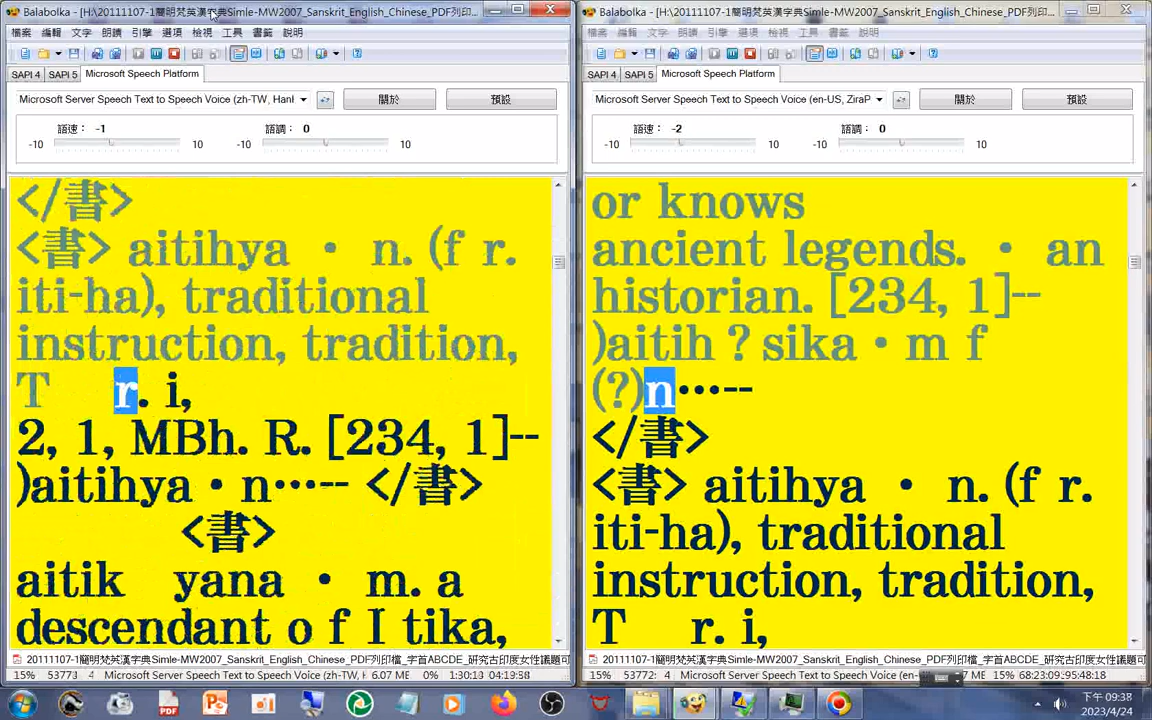 Balabolka - [H:\20111107-1簡明梵英漢字典Simle-MW2007_Sanskrit_English_Chinese_PDF列印...
檔案 編輯 文字 朗讀 引擎 選項 檢視 工具 書籤 說明
SAPI 4 SAPI 5 Microsoft Speech Platform
Microsoft Server Speech Text to Speech Voice (zh-TW, HanI
關於
預設
語速: -1
語調: 0
-10 10 -10 10
</書>
<書> aitihya • n. (f r.
iti-ha), traditional
instruction, tradition,
T r. i,
2, 1, MBh. R. [234, 1]--
)aitihya•n…-- </書>
<書>
aitik yana • m. a
descendant o f I tika,
20111107-1簡明梵英漢字典Simle-MW2007_Sanskrit_English_Chinese_PDF列印檔_字首ABCDE_研究古印度女性議題可
15% 53773 4 Microsoft Server Speech Text to Speech Voice (zh-TW, H 6.07 ME 0% 1:30:13 04:19:58
Balabolka - [H:\20111107-1簡明梵英漢字典Simle-MW2007_Sanskrit_English_Chinese_PDF列印...
檔案 編輯 文字 朗讀 引擎 選項 檢視 工具 書籤 說明
SAPI 4 SAPI 5 Microsoft Speech Platform
Microsoft Server Speech Text to Speech Voice (en-US, ZiraP
關於
預設
語速: -2
語調: 0
-10 10 -10 10
or knows
ancient legends. • an
historian. [234, 1]--
)aitih ? sika•m f
(?)n…--
</書>
<書> aitihya • n. (f r.
iti-ha), traditional
instruction, tradition,
T r. i,
20111107-1簡明梵英漢字典Simle-MW2007_Sanskrit_English_Chinese_PDF列印檔_字首ABCDE_研究古印度女性議題可
15% 53772: 4 Microsoft Server Speech Text to Speech Voice (en- 15% 68:23:09:95:48:18
PDF
下午 09:38
2023/4/24